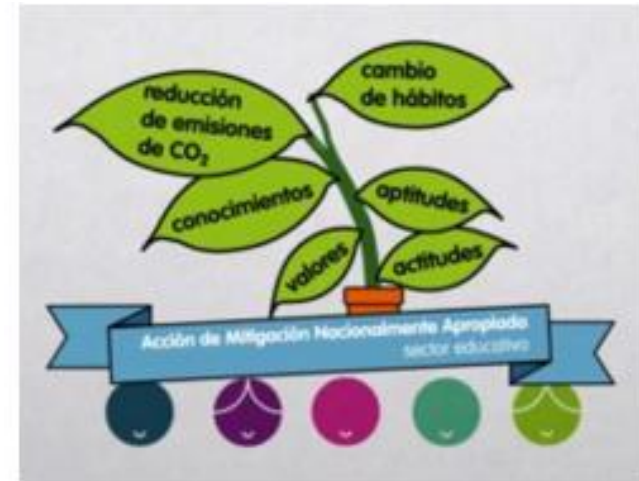 cambio
de hábitos
reducción
de emisiones
de CO₂
conocimientos
aptitudes
valores
actitudes
Acción de Mitigación Nacionalmente Apropiada
sector educativo